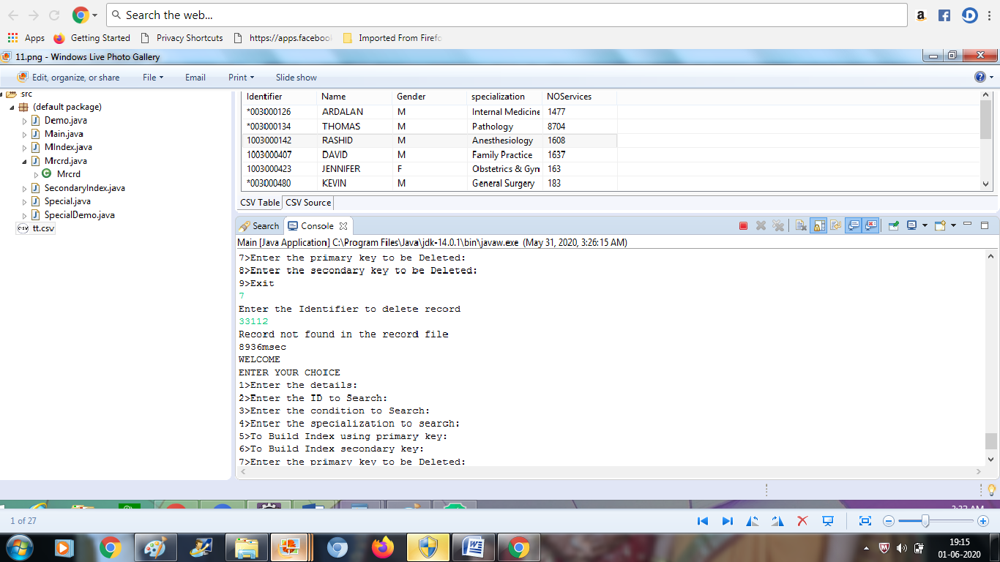 Search the web...
Apps Getting Started Privacy Shortcuts https://apps.facebook Imported From Firefo
11.png - Windows Live Photo Gallery
Edit, organize, or share File Email Print Slide show
src
(default package)
Demo.java
Main.java
MIndex.java
Mrcrd.java
Mrcrd
SecondaryIndex.java
Special.java
SpecialDemo.java
tt.csv
Identifier Name Gender specialization NOServices
*003000126 ARDALAN M Internal Medicine 1477
*003000134 THOMAS M Pathology 8704
1003000142 RASHID M Anesthesiology 1608
1003000407 DAVID M Family Practice 1637
1003000423 JENNIFER F Obstetrics & Gyn 163
*003000480 KEVIN M General Surgery 183
CSV Table CSV Source
Search Console
Main [Java Application] C:\Program Files\Java\jdk-14.0.1\bin\javaw.exe (May 31, 2020, 3:26:15 AM)
7>Enter the primary key to be Deleted:
8>Enter the secondary key to be Deleted:
9>Exit
7
Enter the Identifier to delete record
33112
Record not found in the record file
8936msec
WELCOME
ENTER YOUR CHOICE
1>Enter the details:
2>Enter the ID to Search:
3>Enter the condition to Search:
4>Enter the specialization to search:
5>To Build Index using primary key:
6>To Build Index secondary key:
7>Enter the primary key to be Deleted:
1 of 27
19:15
01-06-2020